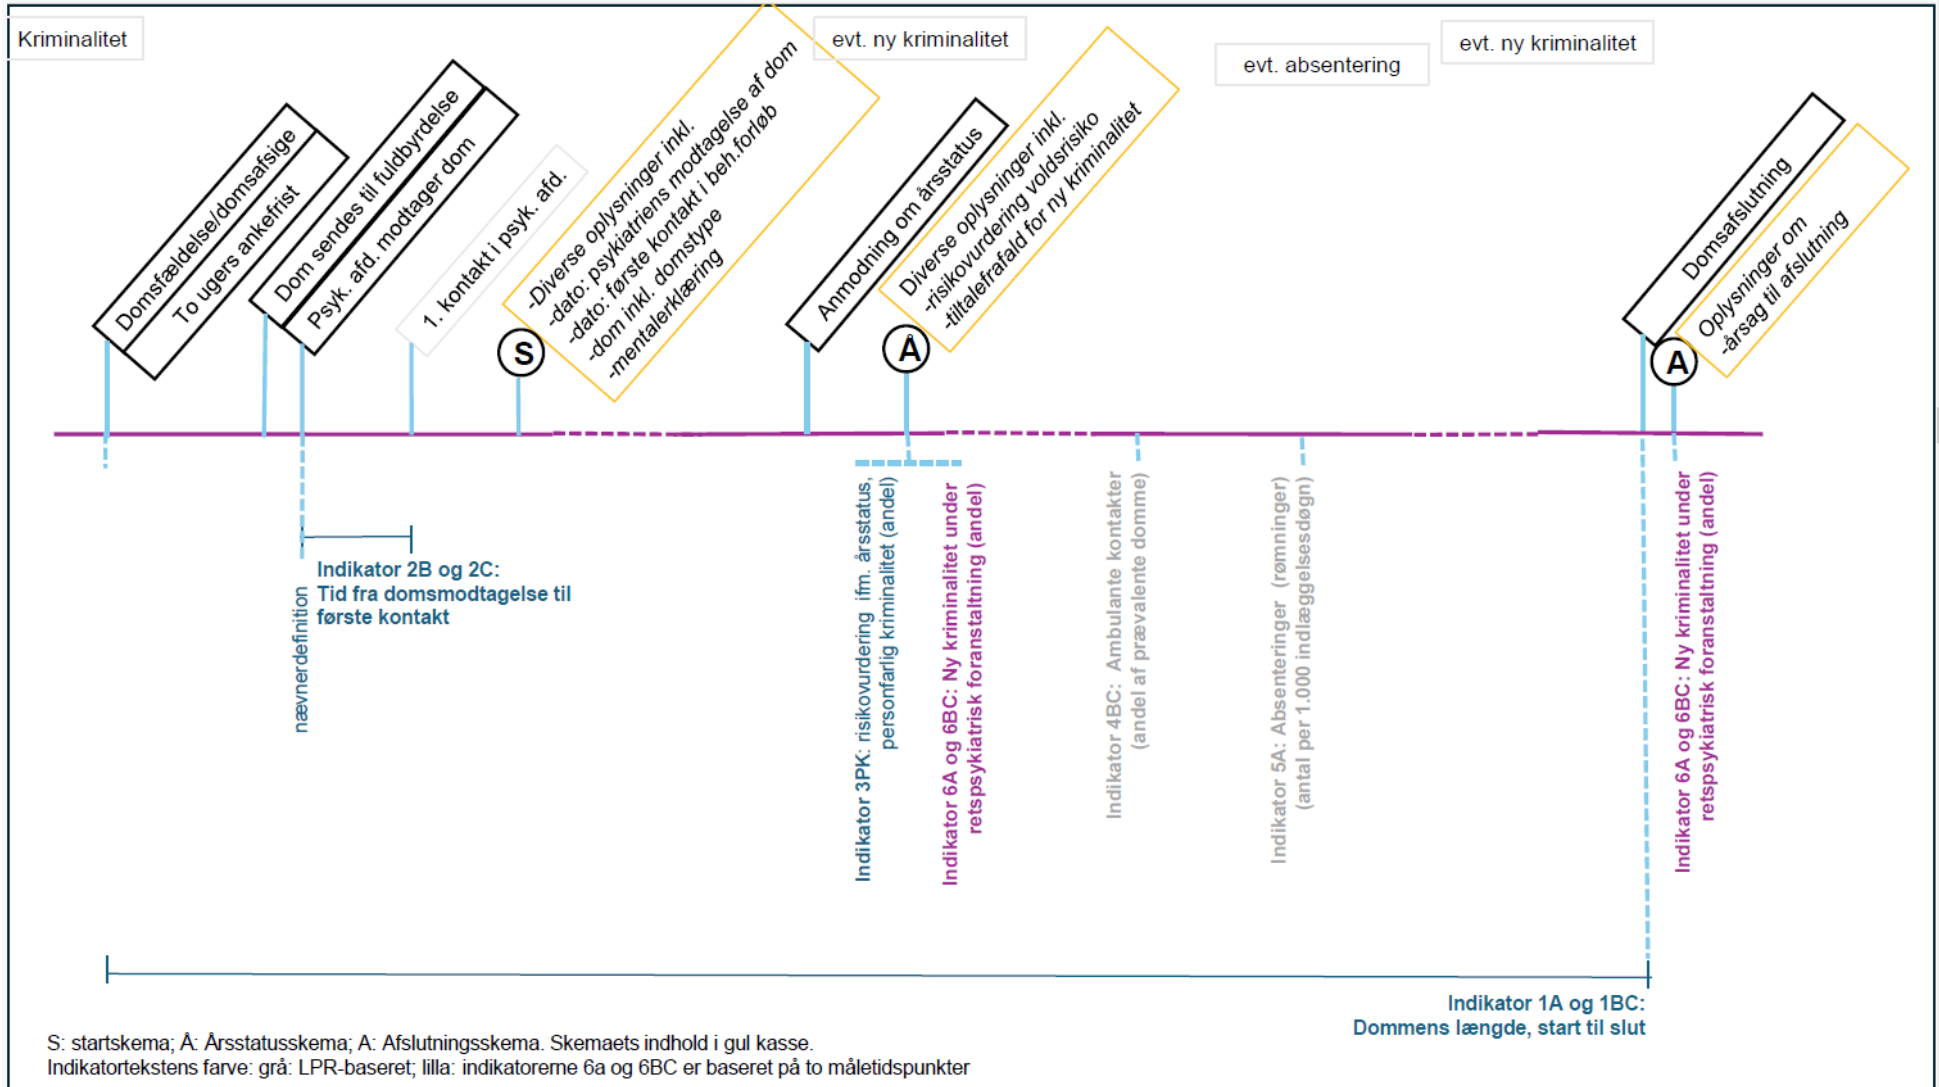 Kriminalitet
evt. ny kriminalitet
evt. absentering
evt. ny kriminalitet
Domsfældelse/domsafsige
To ugers ankefrist
Dom sendes til fuldbyrdelse
Psyk. afd. modtager dom
1. kontakt i psyk. afd.
S
-Diverse oplysninger inkl.
-dato: psykiatriens modtagelse af dom
-dato: første kontakt i beh.forløb
-dom inkl. domstype
-mentalerklæring
Anmodning om årsstatus
Å
Diverse oplysninger inkl.
-risikovurdering voldsrisiko
-tiltalefrafald for ny kriminalitet
Domsafslutning
A
Oplysninger om
-årsag til afslutning
nævnerdefinition
Indikator 2B og 2C:
Tid fra domsmodtagelse til
første kontakt
Indikator 3PK: risikovurdering ifm. årsstatus,
personfarlig kriminalitet (andel)
Indikator 6A og 6BC: Ny kriminalitet under
retspsykiatrisk foranstaltning (andel)
Indikator 4BC: Ambulante kontakter
(andel af prævalente domme)
Indikator 5A: Absenteringer (rømninger)
(antal per 1.000 indlæggelsesdøgn)
Indikator 6A og 6BC: Ny kriminalitet under
retspspykiatrisk foranstaltning (andel)
Indikator 1A og 1BC:
Dommens længde, start til slut
S: startskema; Å: Årsstatusskema; A: Afslutningsskema. Skemaets indhold i gul kasse.
Indikatortekstens farve: grå: LPR-baseret; lilla: indikatorerne 6a og 6BC er baseret på to måletidspunkter